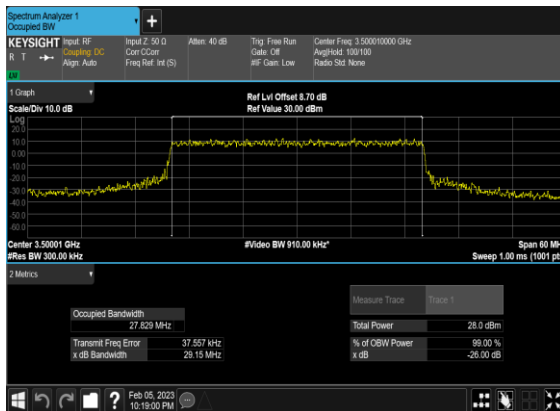 Spectrum Analyzer 1
Occupied BW
KEYSIGHT Input: RF Input Z: 50 Ω Atten: 40 dB Trig: Free Run Center Freq: 3.500010000 GHz
R T Coupling: DC Corr CCorr Gate: Off Avg|Hold: 100/100
Align: Auto Freq Ref: Int (S) #IF Gain: Low Radio Std: None
1 Graph
Ref Lvl Offset 8.70 dB
Scale/Div 10.0 dB Ref Value 30.00 dBm
Log
20.0
10.0
0.00
-10.0
-20.0
-30.0
-40.0
-50.0
-60.0
Center 3.50001 GHz #Video BW 910.00 kHz* Span 60 MH
#Res BW 300.00 kHz Sweep 1.00 ms (1001 pt
2 Metrics
Measure Trace Trace 1
Occupied Bandwidth
27.829 MHz Total Power 28.0 dBm
Transmit Freq Error 37.557 kHz % of OBW Power 99.00 %
x dB Bandwidth 29.15 MHz x dB -26.00 dB
Feb 05, 2023
10:19:00 PM